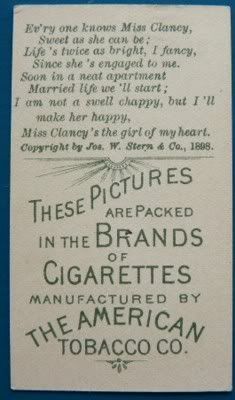 Ev'ry one knows Miss Clancy,
Sweet as she can be;
Life's twice as bright, I fancy,
Since she's engaged to me.
Soon in a neat apartment
Married life we'll start;
I am not a swell chappy, but I'll
make her happy,
Miss Clancy's the girl of my heart.
Copyright by Jos. W. Stern & Co., 1898.
THESE PICTURES
ARE PACKED
IN THE BRANDS
OF
CIGARETTES
MANUFACTURED BY
THE AMERICAN
TOBACCO CO.